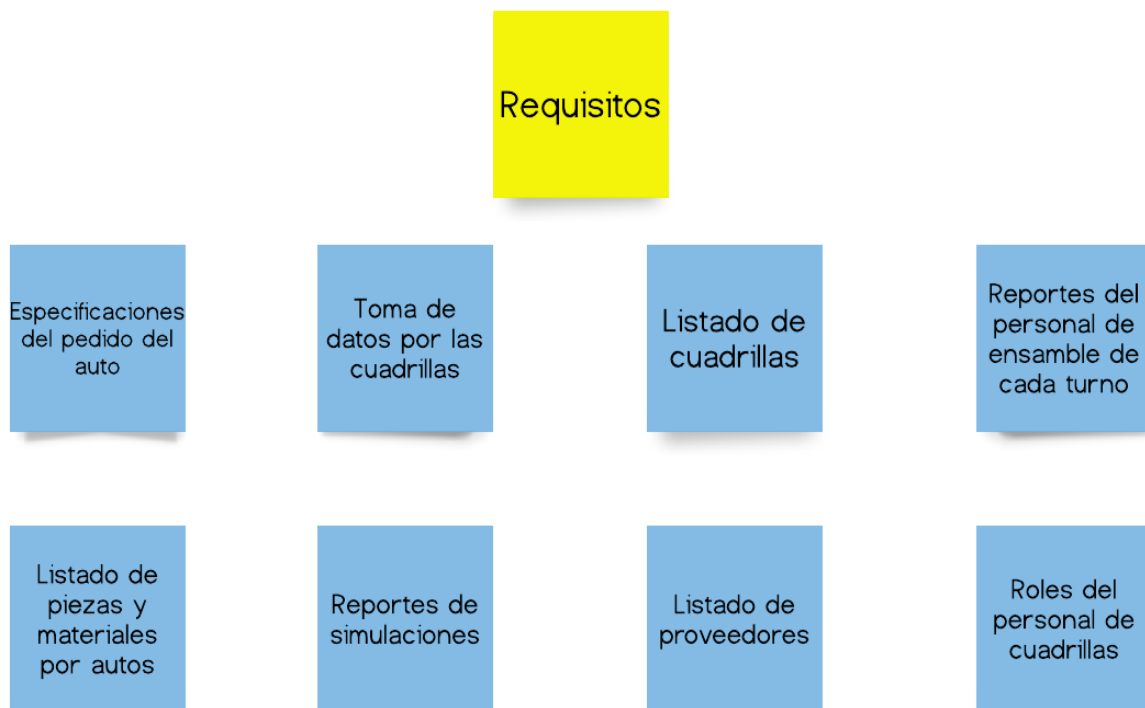 Requisitos
Especificaciones
del pedido del
auto
Toma de
datos por las
cuadrillas
Listado de
cuadrillas
Reportes del
personal de
ensamble de
cada turno
Listado de
piezas y
materiales
por autos
Reportes de
simulaciones
Listado de
proveedores
Roles del
personal de
cuadrillas